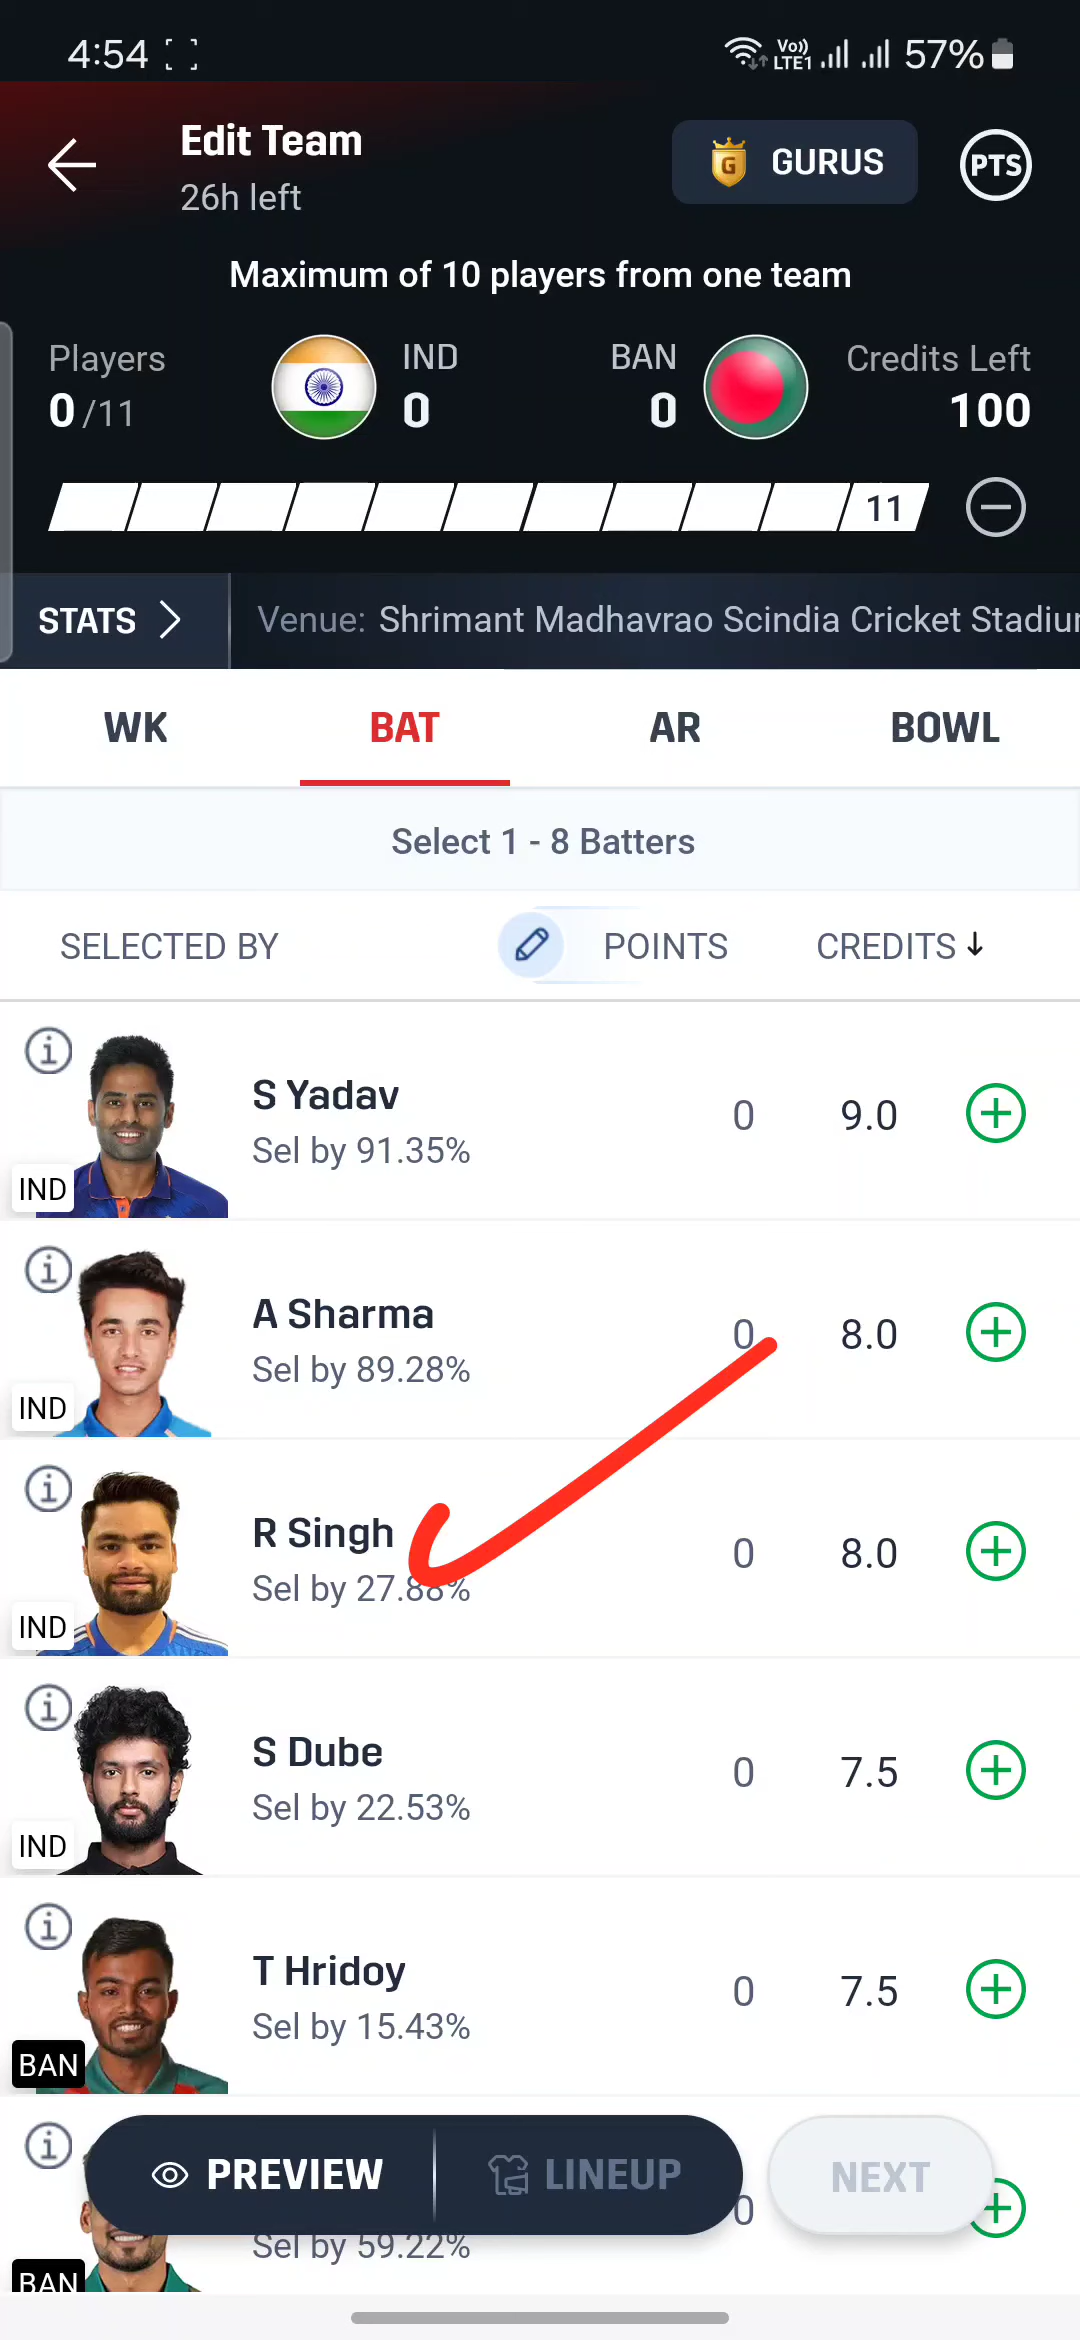 4:54 Vo)) LTE1 57%
Edit Team
26h left
G GURUS
PTS
Maximum of 10 players from one team
Players IND BAN Credits Left
0/11 0 0 100
11
STATS Venue: Shrimant Madhavrao Scindia Cricket
WK BAT AR BOWL
Select 1 - 8 Batters
SELECTED BY POINTS CREDITS ↓
S Yadav
Sel by 91.35%
0 9.0
IND
A Sharma
Sel by 89.28%
0 8.0
IND
R Singh
Sel by 27.88%
0 8.0
IND
S Dube
Sel by 22.53%
0 7.5
IND
T Hridoy
Sel by 15.43%
0 7.5
BAN
PREVIEW LINEUP NEXT
0
Sel by 59.22%
BAN